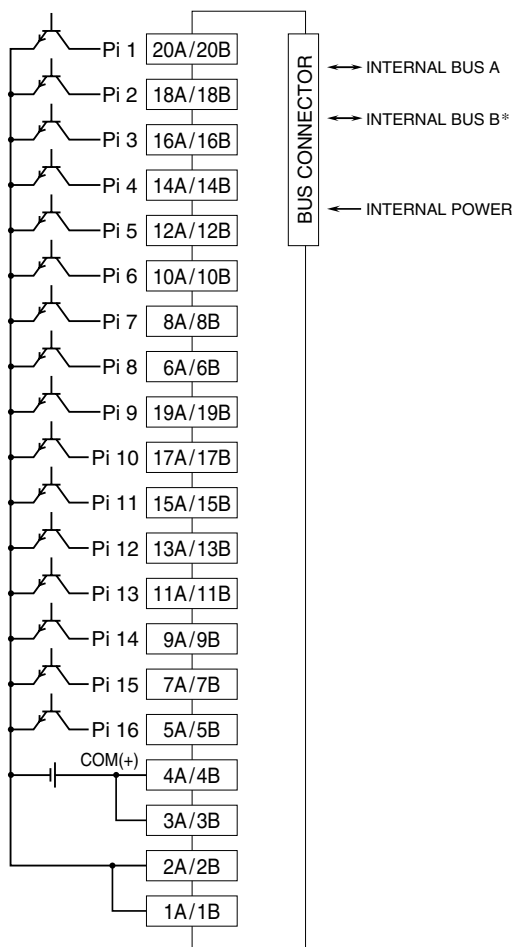 Pi 1 20A/20B
Pi 2 18A/18B
Pi 3 16A/16B
Pi 4 14A/14B
Pi 5 12A/12B
Pi 6 10A/10B
Pi 7 8A/8B
Pi 8 6A/6B
Pi 9 19A/19B
Pi 10 17A/17B
Pi 11 15A/15B
Pi 12 13A/13B
Pi 13 11A/11B
Pi 14 9A/9B
Pi 15 7A/7B
Pi 16 5A/5B
COM(+) 4A/4B
3A/3B
2A/2B
1A/1B
BUS CONNECTOR
INTERNAL BUS A
INTERNAL BUS B*
INTERNAL POWER